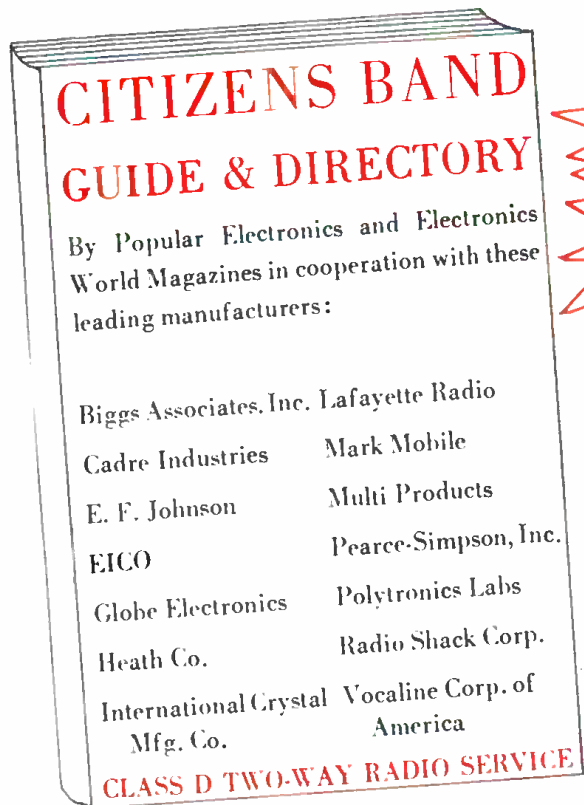 CITIZENS BAND
GUIDE & DIRECTORY
By Popular Electronics and Electronics
World Magazines in cooperation with these
leading manufacturers:
Biggs Associates, Inc.
Cadre Industries
E. F. Johnson
EICO
Globe Electronics
Heath Co.
International Crystal
Mfg. Co.
Lafayette Radio
Mark Mobile
Multi Products
Pearce-Simpson, Inc.
Polytronics Labs
Radio Shack Corp.
Vocaline Corp. of
America
CLASS D TWO-WAY RADIO SERVICE